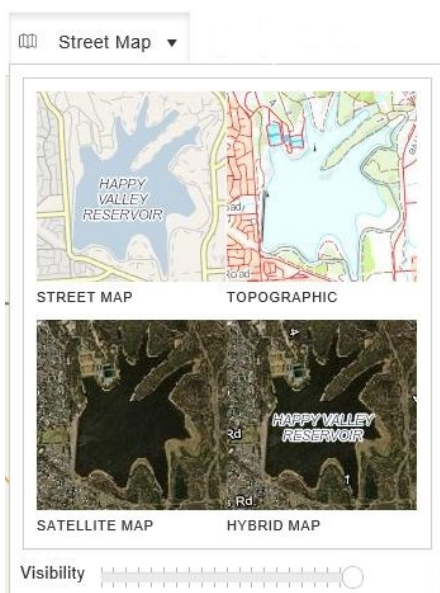 Street Map
HAPPY
VALLEY
RESERVOIR
STREET MAP
TOPOGRAPHIC
Rd
HAPPY VALLEY
RESERVOIR
Rd
SATELLITE MAP
HYBRID MAP
Visibility